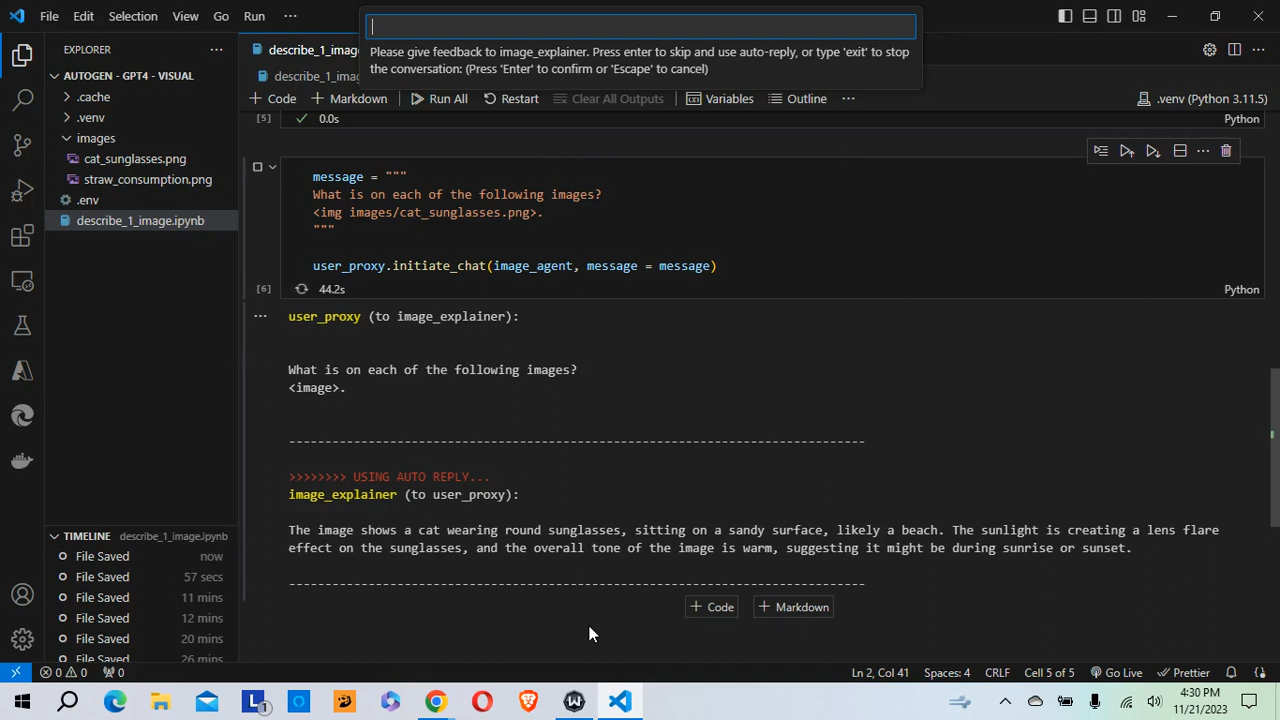 File Edit Selection View Go Run ...
Please give feedback to image_explainer. Press enter to skip and use auto-reply, or type 'exit' to stop
the conversation: (Press 'Enter' to confirm or 'Escape' to cancel)
EXPLORER
describe_1_imag
AUTOGEN - GPT4 - VISUAL
describe_1_ima
.cache
.venv
images
cat_sunglasses.png
straw_consumption.png
.env
describe_1_image.ipynb
+ Code + Markdown Run All Restart Clear All Outputs Variables Outline ... .venv (Python 3.11.5)
[5] 0.0s Python
message = """
What is on each of the following images?
<img images/cat_sunglasses.png>.
"""
user_proxy.initiate_chat(image_agent, message = message)
[6] 44.2s Python
... user_proxy (to image_explainer):
What is on each of the following images?
<image>.
--------------------------------------------------------------------------------
>>>>>>>> USING AUTO REPLY...
image_explainer (to user_proxy):
The image shows a cat wearing round sunglasses, sitting on a sandy surface, likely a beach. The sunlight is creating a lens flare
effect on the sunglasses, and the overall tone of the image is warm, suggesting it might be during sunrise or sunset.
--------------------------------------------------------------------------------
+ Code + Markdown
TIMELINE describe_1_image.ipynb
File Saved now
File Saved 57 secs
File Saved 11 mins
File Saved 12 mins
File Saved 20 mins
File Saved 26 mins
0 0 0 Ln 2, Col 41 Spaces: 4 CRLF Cell 5 of 5 Go Live Prettier
L 1
4:30 PM
11/21/2023